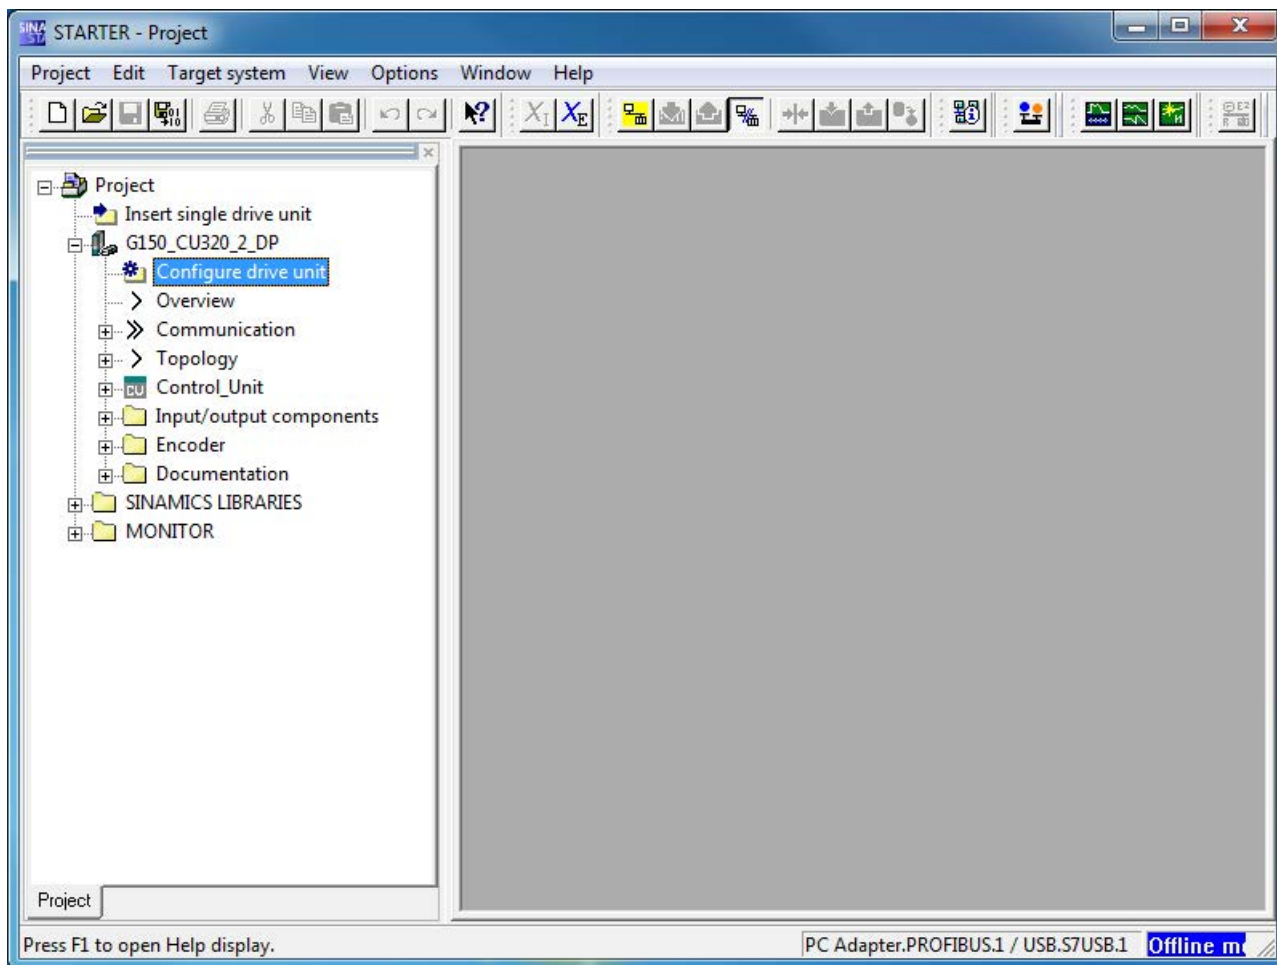 STARTER - Project
Project Edit Target system View Options Window Help
Project
Insert single drive unit
G150_CU320_2_DP
Configure drive unit
Overview
Communication
Topology
CU Control_Unit
Input/output components
Encoder
Documentation
SINAMICS LIBRARIES
MONITOR
Project
Press F1 to open Help display.
PC Adapter.PROFIBUS.1 / USB.S7USB.1 Offline